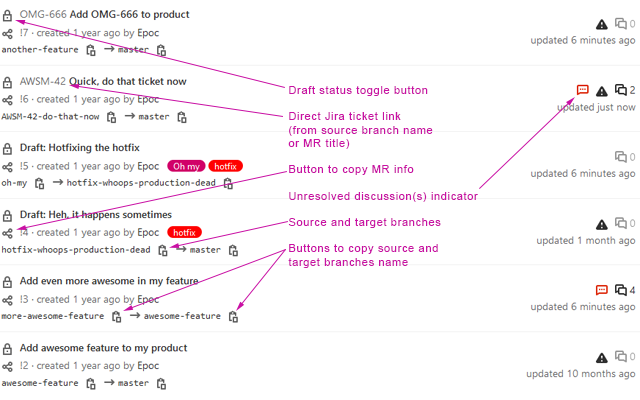 OMG-666 Add OMG-666 to product
0
!7 · created 1 year ago by Epoc
updated 6 minutes ago
another-feature → master
AWSM-42 Quick, do that ticket now
Draft status toggle button
2
!6 · created 1 year ago by Epoc
updated just now
AWSM-42-do-that-now → master
Direct Jira ticket link
(from source branch name
or MR title)
Draft: Hotfixing the hotfix
0
!5 · created 1 year ago by Epoc Oh my hotfix
Button to copy MR info
updated 6 minutes ago
oh-my → hotfix-whoops-production-dead
Unresolved discussion(s) indicator
Draft: Heh, it happens sometimes
0
!4 · created 1 year ago by Epoc hotfix
Source and target branches
updated 1 month ago
hotfix-whoops-production-dead → master
Buttons to copy source and
target branches name
Add even more awesome in my feature
4
!3 · created 1 year ago by Epoc
updated 6 minutes ago
more-awesome-feature → awesome-feature
Add awesome feature to my product
0
!2 · created 1 year ago by Epoc
updated 10 months ago
awesome-feature → master